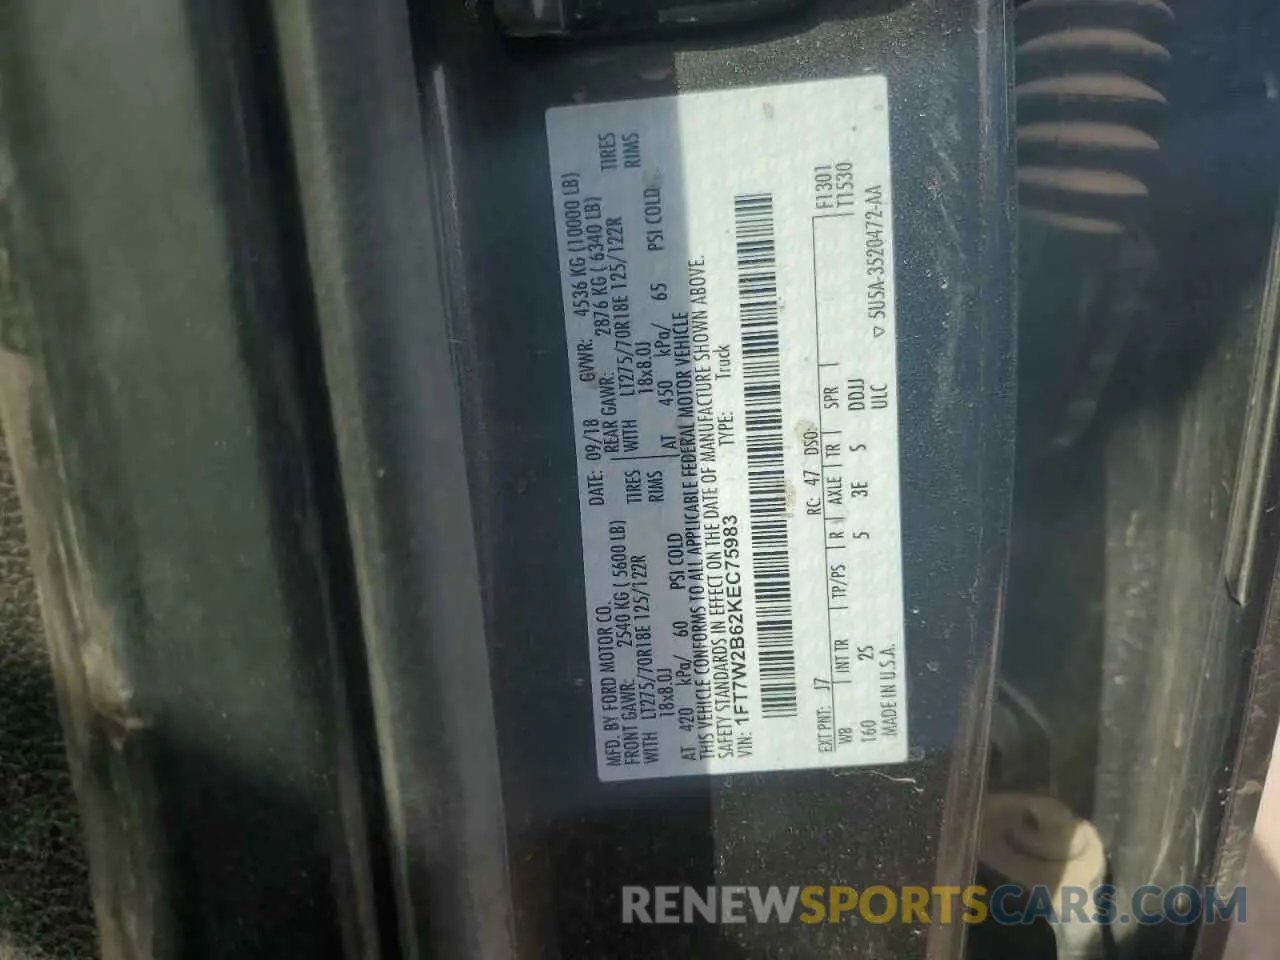 MFD. BY FORD MOTOR CO. DATE: 09/18 GVWR: 4536 KG (10000 LB)
FRONT GAWR: 2540 KG ( 5600 LB) REAR GAWR: 2876 KG ( 6340 LB)
WITH LT275/70R18E 125/122R TIRES WITH LT275/70R18E 125/122R TIRES
18x8.0J RIMS 18x8.0J RIMS
AT 420 kPa/ 60 PSI COLD AT 450 kPa/ 65 PSI COLD
THIS VEHICLE CONFORMS TO ALL APPLICABLE FEDERAL MOTOR VEHICLE
SAFETY STANDARDS IN EFFECT ON THE DATE OF MANUFACTURE SHOWN ABOVE.
VIN: 1FT7W2B62KEC75983 TYPE: Truck
EXT PNT: J7 RC: 47 DSO: F1301
WB INT TR TP/PS R AXLE TR SPR T1530
160 2S 5 3E S DDJJ
MADE IN U.S.A. ULC ▽ 5U5A-3520472-AA
RENEWSPORTSCARS.COM